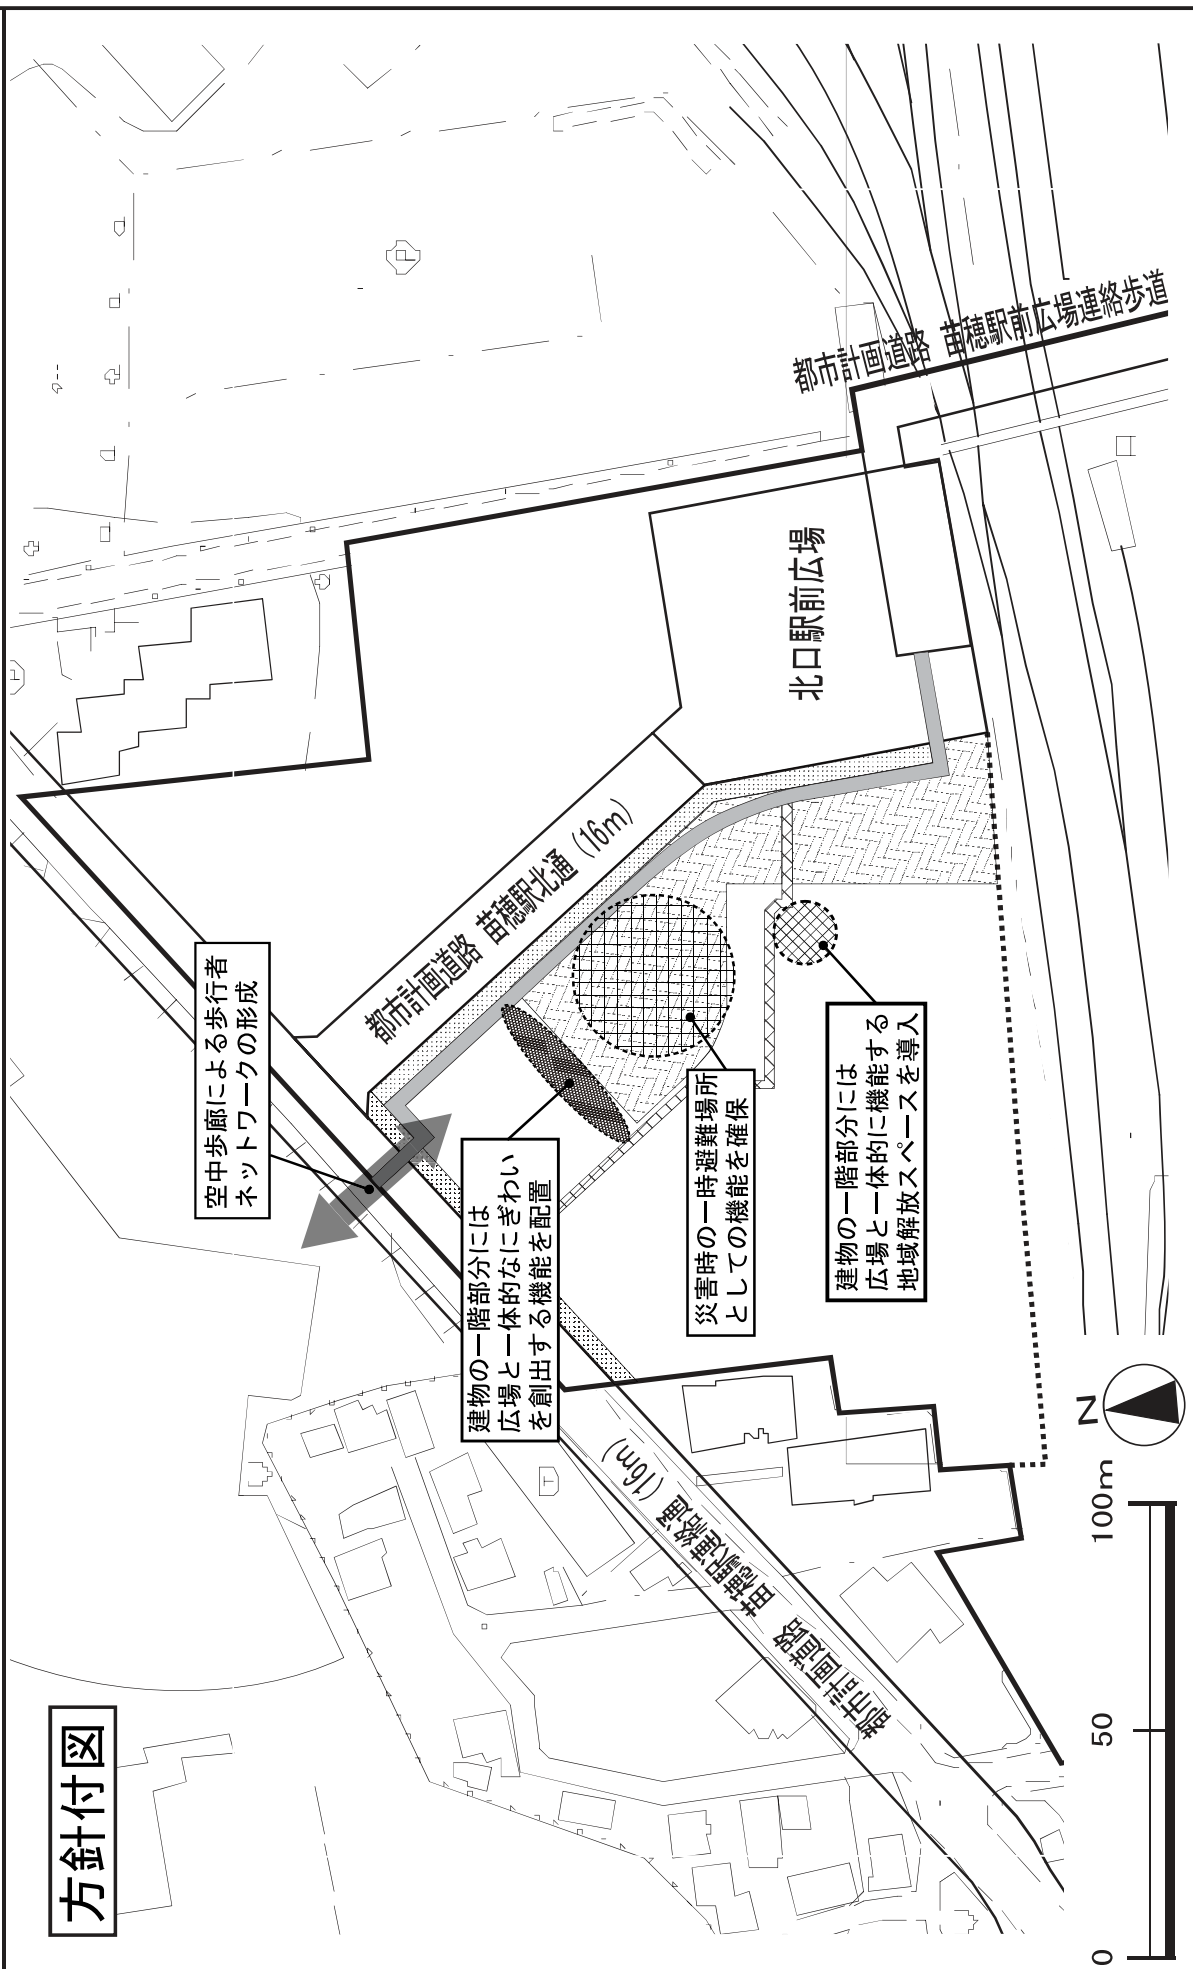 方針付図
空中歩廊による歩行者
ネットワークの形成
都市計画道路 苗穂駅北通（16m）
北口駅前広場
都市計画道路 苗穂駅前広場連絡歩道
建物の一階部分には
広場と一体的なにぎわい
を創出する機能を配置
災害時の一時避難場所
としての機能を確保
建物の一階部分には
広場と一体的に機能する
地域解放スペースを導入
都市計画道路 苗穂駅連絡通（16m）
N
0 50 100m